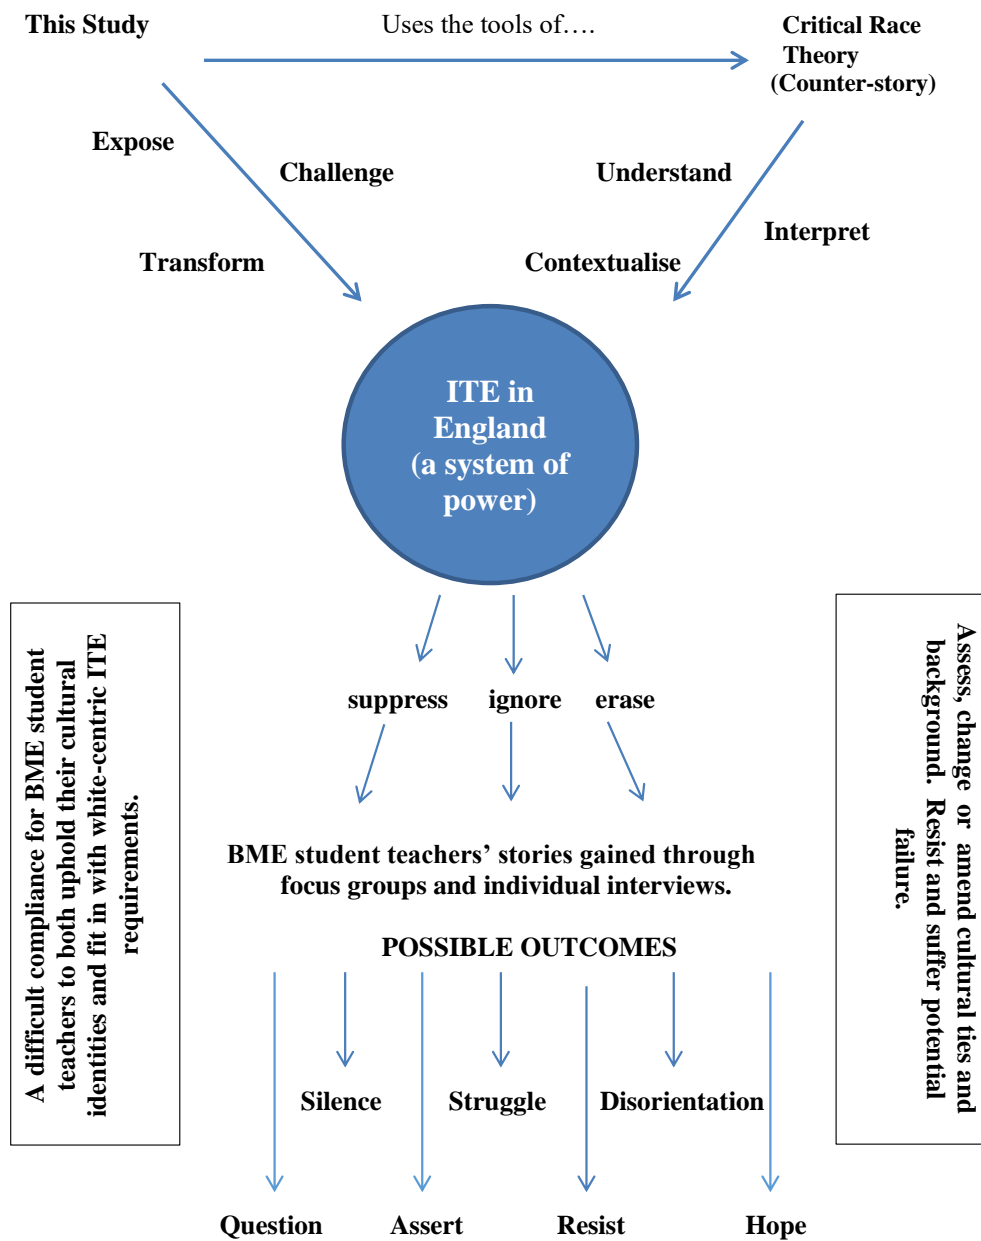 This Study
Uses the tools of….
Critical Race
Theory
(Counter-story)
Expose
Challenge
Transform
Understand
Interpret
Contextualise
ITE in
England
(a system of
power)
suppress
ignore
erase
BME student teachers’ stories gained through
focus groups and individual interviews.
A difficult compliance for BME student
teachers to both uphold their cultural
identities and fit in with white-centric ITE
requirements.
Assess, change or amend cultural ties and
background. Resist and suffer potential
failure.
POSSIBLE OUTCOMES
Silence
Struggle
Disorientation
Question
Assert
Resist
Hope